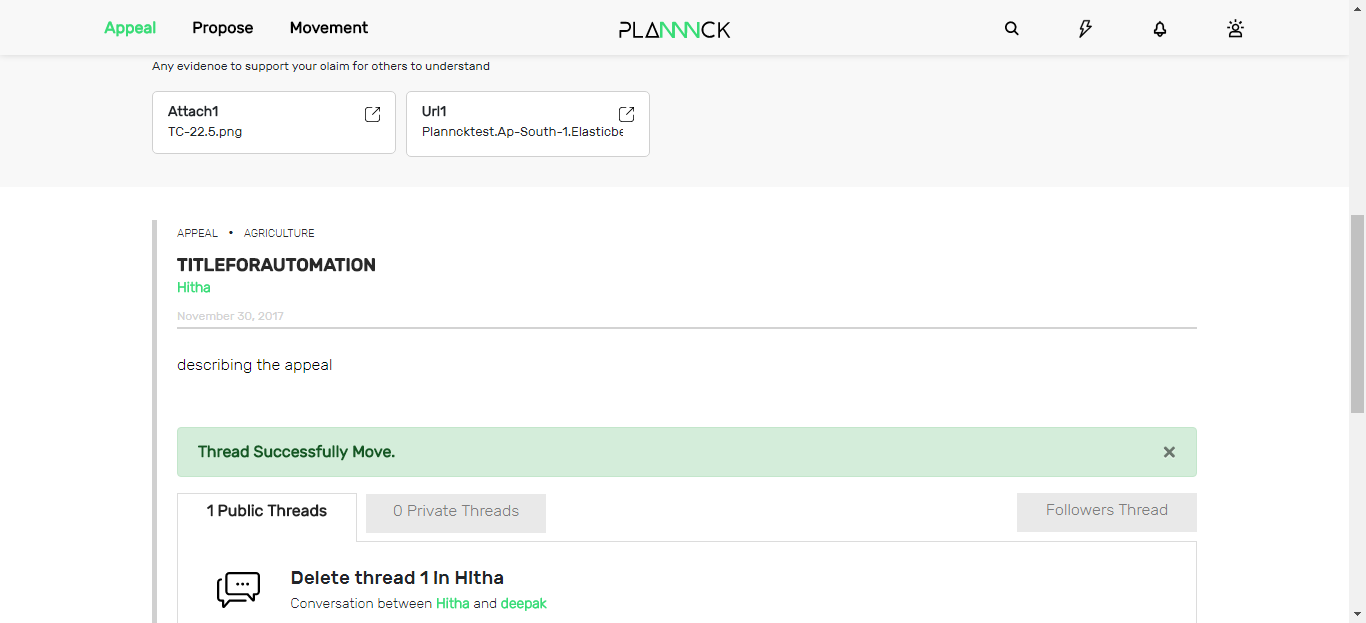 Appeal Propose Movement PLANNNCK
Any evidenoe to support your olaim for others to understand
Attach1
TC-22.5.png
Url1
Planncktest.Ap-South-1.Elasticbe
APPEAL • AGRICULTURE
TITLEFORAUTOMATION
Hitha
November 30, 2017
describing the appeal
Thread Successfully Move. ×
1 Public Threads 0 Private Threads Followers Thread
Delete thread 1 In HItha
Conversation between Hitha and deepak